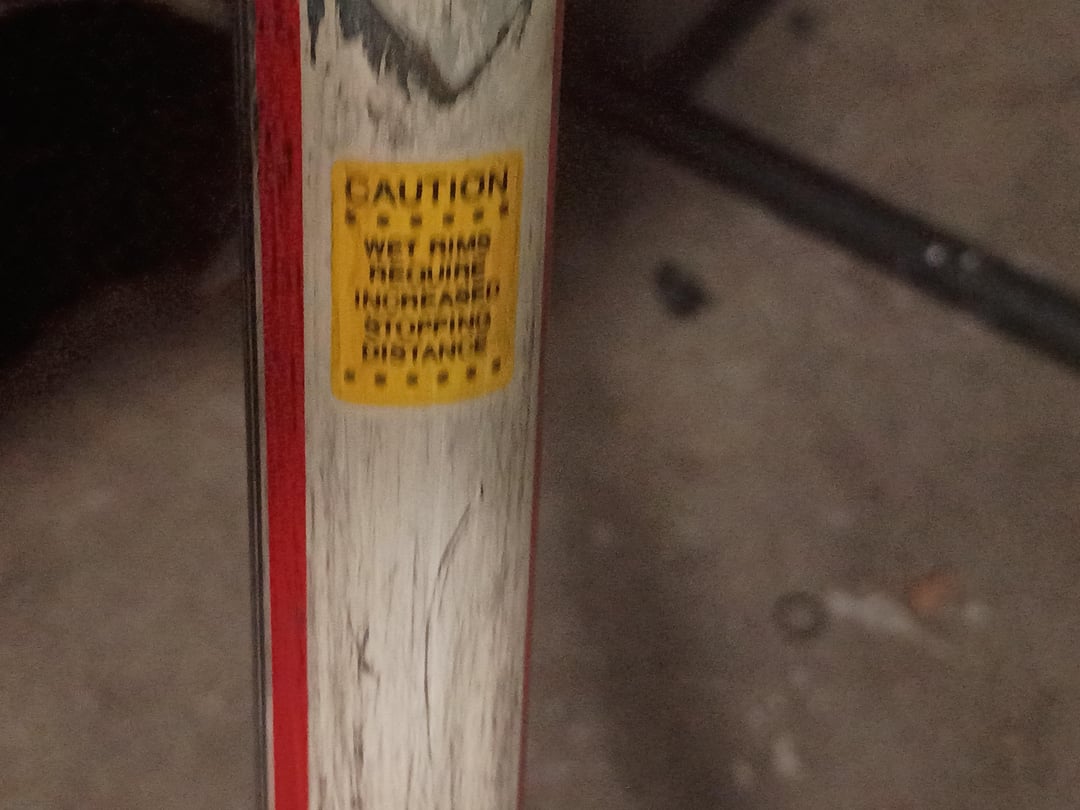 CAUTION
WET RIMS
REQUIRE
INCREASED
STOPPING
DISTANCE